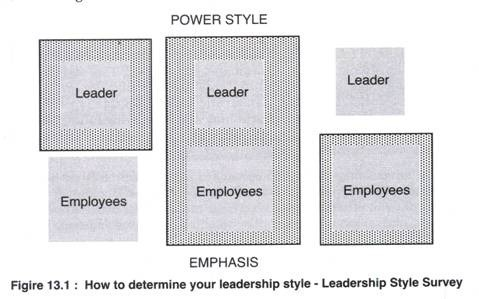 POWER STYLE
Leader Leader Leader
Employees Employees Employees
EMPHASIS
Figire 13.1 : How to determine your leadership style - Leadership Style Survey